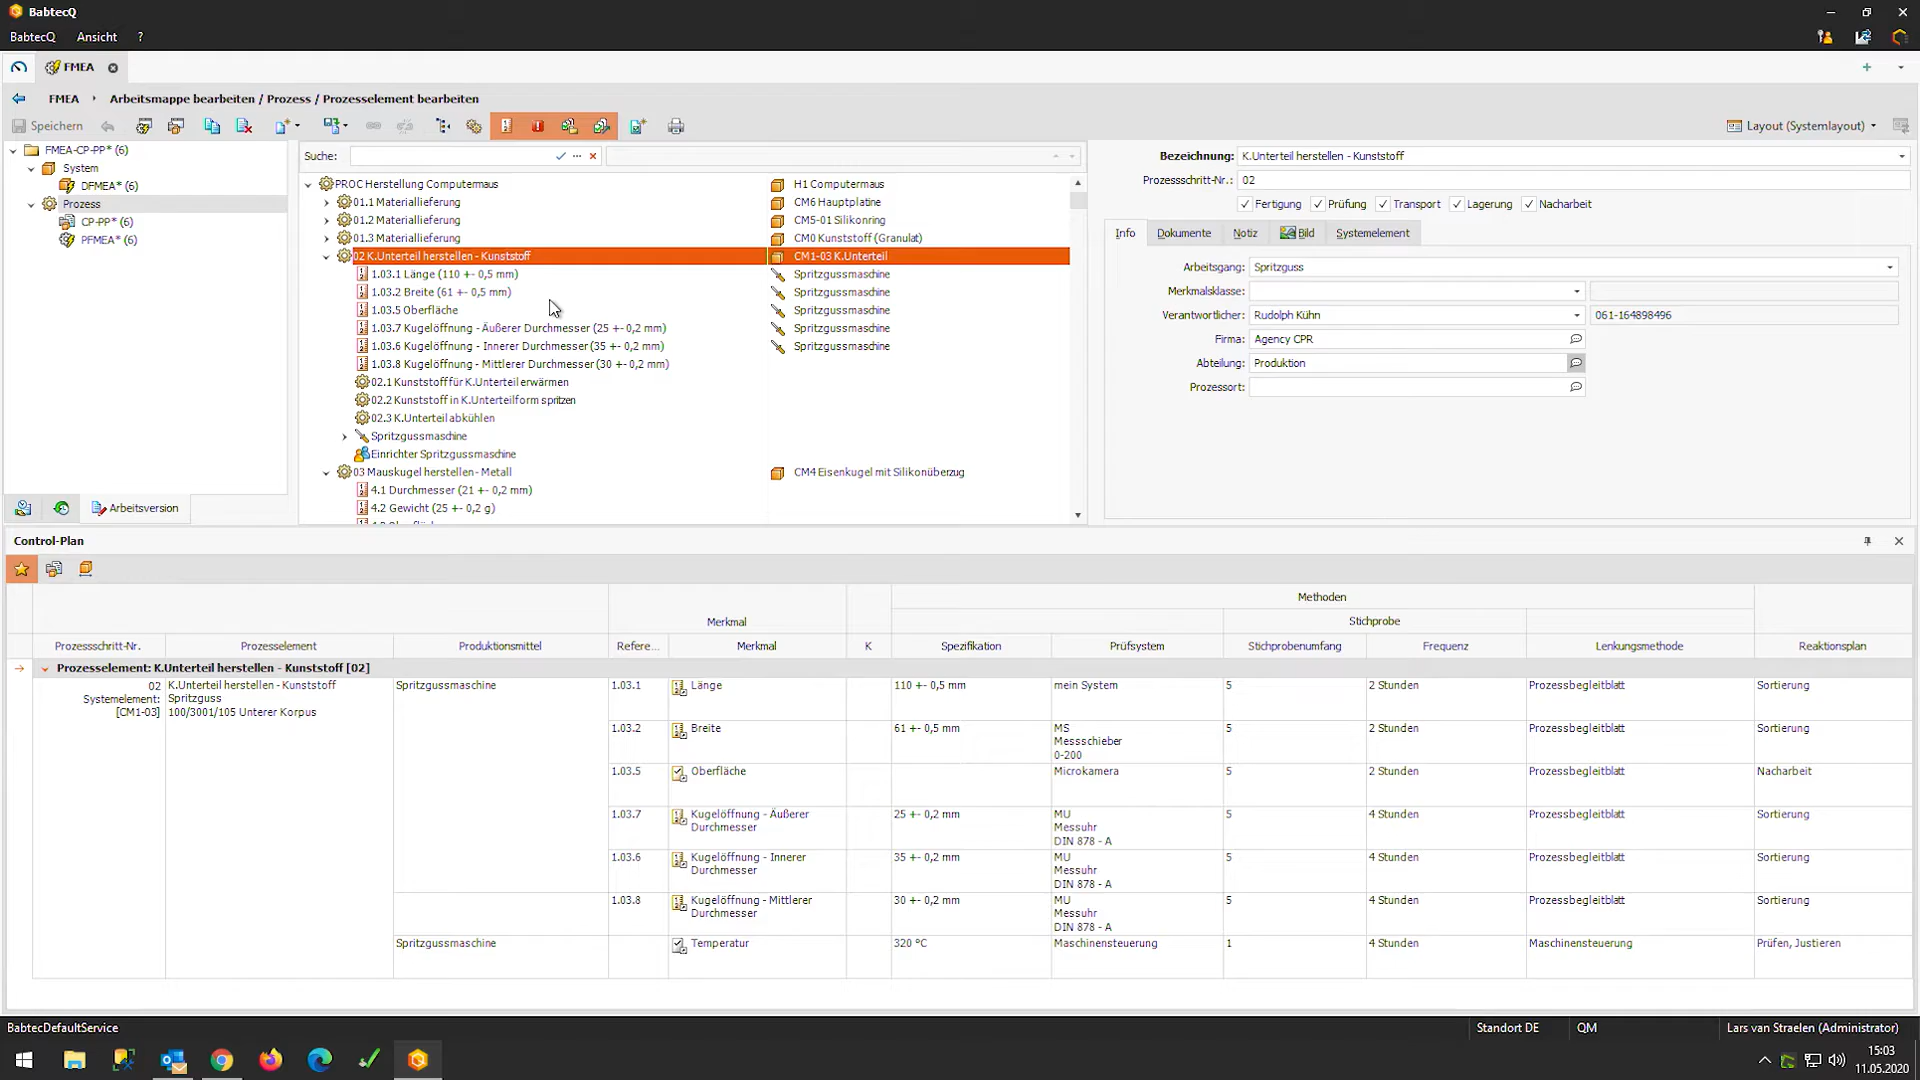 BabtecQ
BabtecQ Ansicht ?
FMEA
FMEA Arbeitsmappe bearbeiten / Prozess / Prozesselement bearbeiten
Speichern
Layout (Systemlayout)
FMEA-CP-PP* (6)
System
DFMEA* (6)
Prozess
CP-PP* (6)
PFMEA* (6)
Arbeitsversion
Suche:
PROC Herstellung Computermaus H1 Computermaus
01.1 Materiallieferung CM6 Hauptplatine
01.2 Materiallieferung CM5-01 Silikonring
01.3 Materiallieferung CM0 Kunststoff (Granulat)
02 K.Unterteil herstellen - Kunststoff CM1-03 K.Unterteil
1.03.1 Länge (110 +- 0,5 mm) Spritzgussmaschine
1.03.2 Breite (61 +- 0,5 mm) Spritzgussmaschine
1.03.5 Oberfläche Spritzgussmaschine
1.03.7 Kugelöffnung - Äußerer Durchmesser (25 +- 0,2 mm) Spritzgussmaschine
1.03.6 Kugelöffnung - Innerer Durchmesser (35 +- 0,2 mm) Spritzgussmaschine
1.03.8 Kugelöffnung - Mittlerer Durchmesser (30 +- 0,2 mm)
02.1 Kunststoff für K.Unterteil erwärmen
02.2 Kunststoff in K.Unterteilform spritzen
02.3 K.Unterteil abkühlen
Spritzgussmaschine
Einrichter Spritzgussmaschine
03 Mauskugel herstellen - Metall CM4 Eisenkugel mit Silikonüberzug
4.1 Durchmesser (21 +- 0,2 mm)
4.2 Gewicht (25 +- 0,2 g)
Bezeichnung: K.Unterteil herstellen - Kunststoff
Prozessschritt-Nr.: 02
Fertigung Prüfung Transport Lagerung Nacharbeit
Info Dokumente Notiz Bild Systemelement
Arbeitsgang: Spritzguss
Merkmalsklasse:
Verantwortlicher: Rudolph Kühn 061-164898496
Firma: Agency CPR
Abteilung: Produktion
Prozessort:
Control-Plan
Methoden
Merkmal Stichprobe
Prozessschritt-Nr. Prozesselement Produktionsmittel Refere... Merkmal K Spezifikation Prüfsystem Stichprobenumfang Frequenz Lenkungsmethode Reaktionsplan
Prozesselement: K.Unterteil herstellen - Kunststoff [02]
02 K.Unterteil herstellen - Kunststoff Spritzgussmaschine 1.03.1 Länge 110 +- 0,5 mm mein System 5 2 Stunden Prozessbegleitblatt Sortierung
Systemelement: Spritzguss
[CM1-03] 100/3001/105 Unterer Korpus
1.03.2 Breite 61 +- 0,5 mm MS 5 2 Stunden Prozessbegleitblatt Sortierung
Messschieber
0-200
1.03.5 Oberfläche Microkamera 5 2 Stunden Prozessbegleitblatt Nacharbeit
1.03.7 Kugelöffnung - Äußerer 25 +- 0,2 mm MU 5 4 Stunden Prozessbegleitblatt Sortierung
Durchmesser Messuhr
DIN 878 - A
1.03.6 Kugelöffnung - Innerer 35 +- 0,2 mm MU 5 4 Stunden Prozessbegleitblatt Sortierung
Durchmesser Messuhr
DIN 878 - A
1.03.8 Kugelöffnung - Mittlerer 30 +- 0,2 mm MU 5 4 Stunden Prozessbegleitblatt Sortierung
Durchmesser Messuhr
DIN 878 - A
Spritzgussmaschine Temperatur 320 °C Maschinensteuerung 1 4 Stunden Maschinensteuerung Prüfen, Justieren
BabtecDefaultService Standort DE QM Lars van Straelen (Administrator)
15:03
11.05.2020